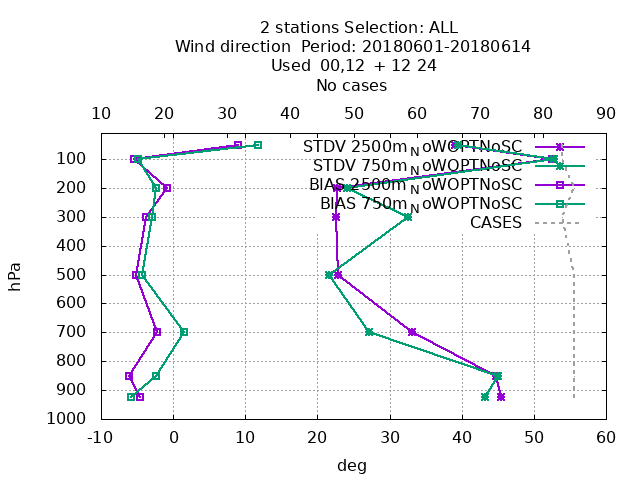 2 stations Selection: ALL
Wind direction  Period: 20180601-20180614
Used  00,12  + 12 24
No cases
10 20 30 40 50 60 70 80 90
STDV 2500m_NoWOPTNoSC
STDV 750m_NoWOPTNoSC
BIAS 2500m_NoWOPTNoSC
BIAS 750m_NoWOPTNoSC
CASES
100
200
300
400
500
600
700
800
900
1000
hPa
-10 0 10 20 30 40 50 60
deg